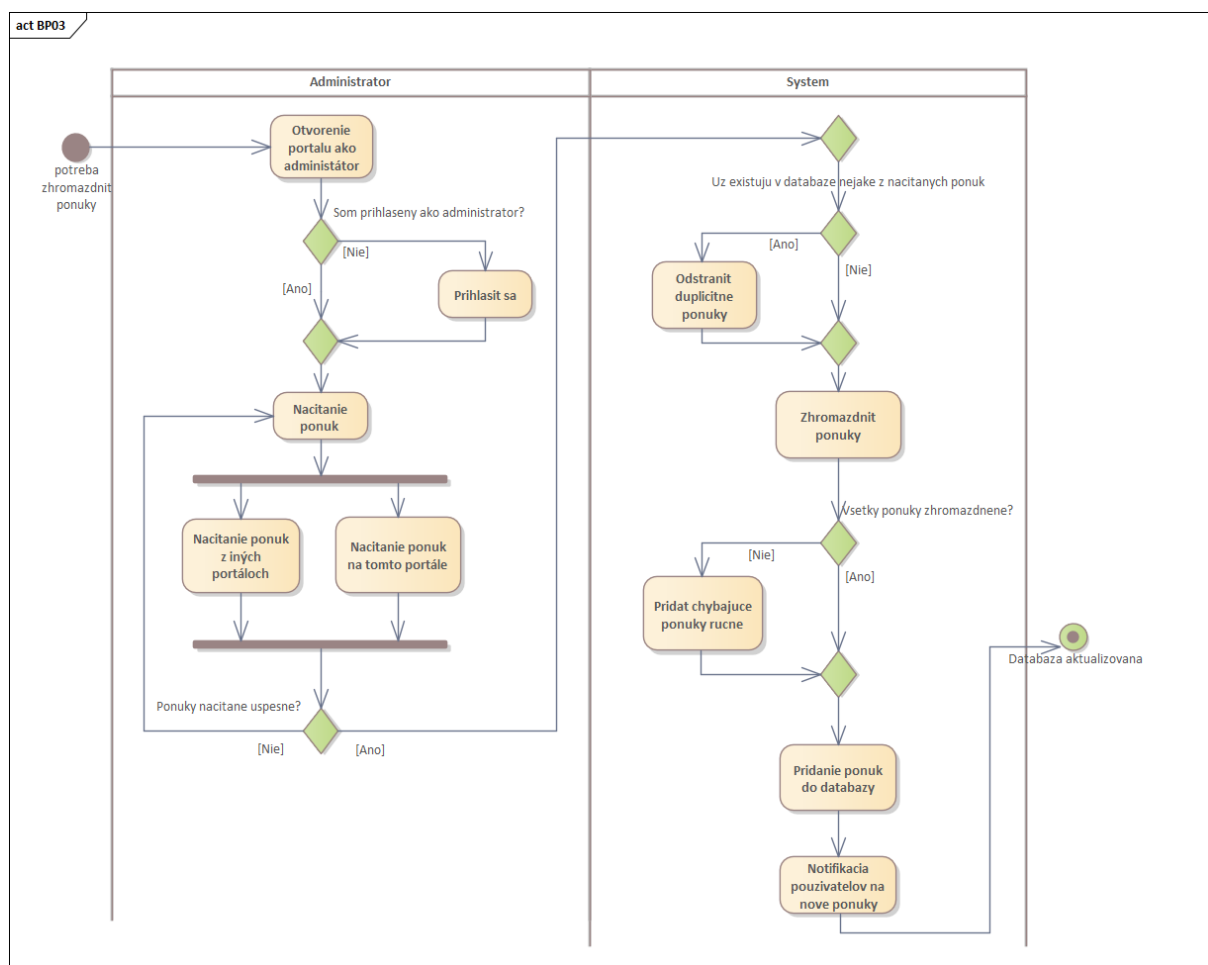 act BP03
Administrator
System
Otvorenie
portalu ako
administátor
potreba
zhromazdnit
ponuky
Som prihlaseny ako administrator?
[Nie]
[Ano]
Prihlasit sa
Nacitanie
ponuk
Nacitanie ponuk
z iných
portáloch
Nacitanie ponuk
na tomto portále
Ponuky nacitane uspesne?
[Nie]
[Ano]
Uz existuju v databaze nejake z nacitanych ponuk
[Ano]
[Nie]
Odstranit
duplicitne
ponuky
Zhromazdnit
ponuky
Vsetky ponuky zhromazdnene?
[Nie]
[Ano]
Pridat chybajuce
ponuky rucne
Databaza aktualizovana
Pridanie ponuk
do databazy
Notifikacia
pouzivatelov na
nove ponuky